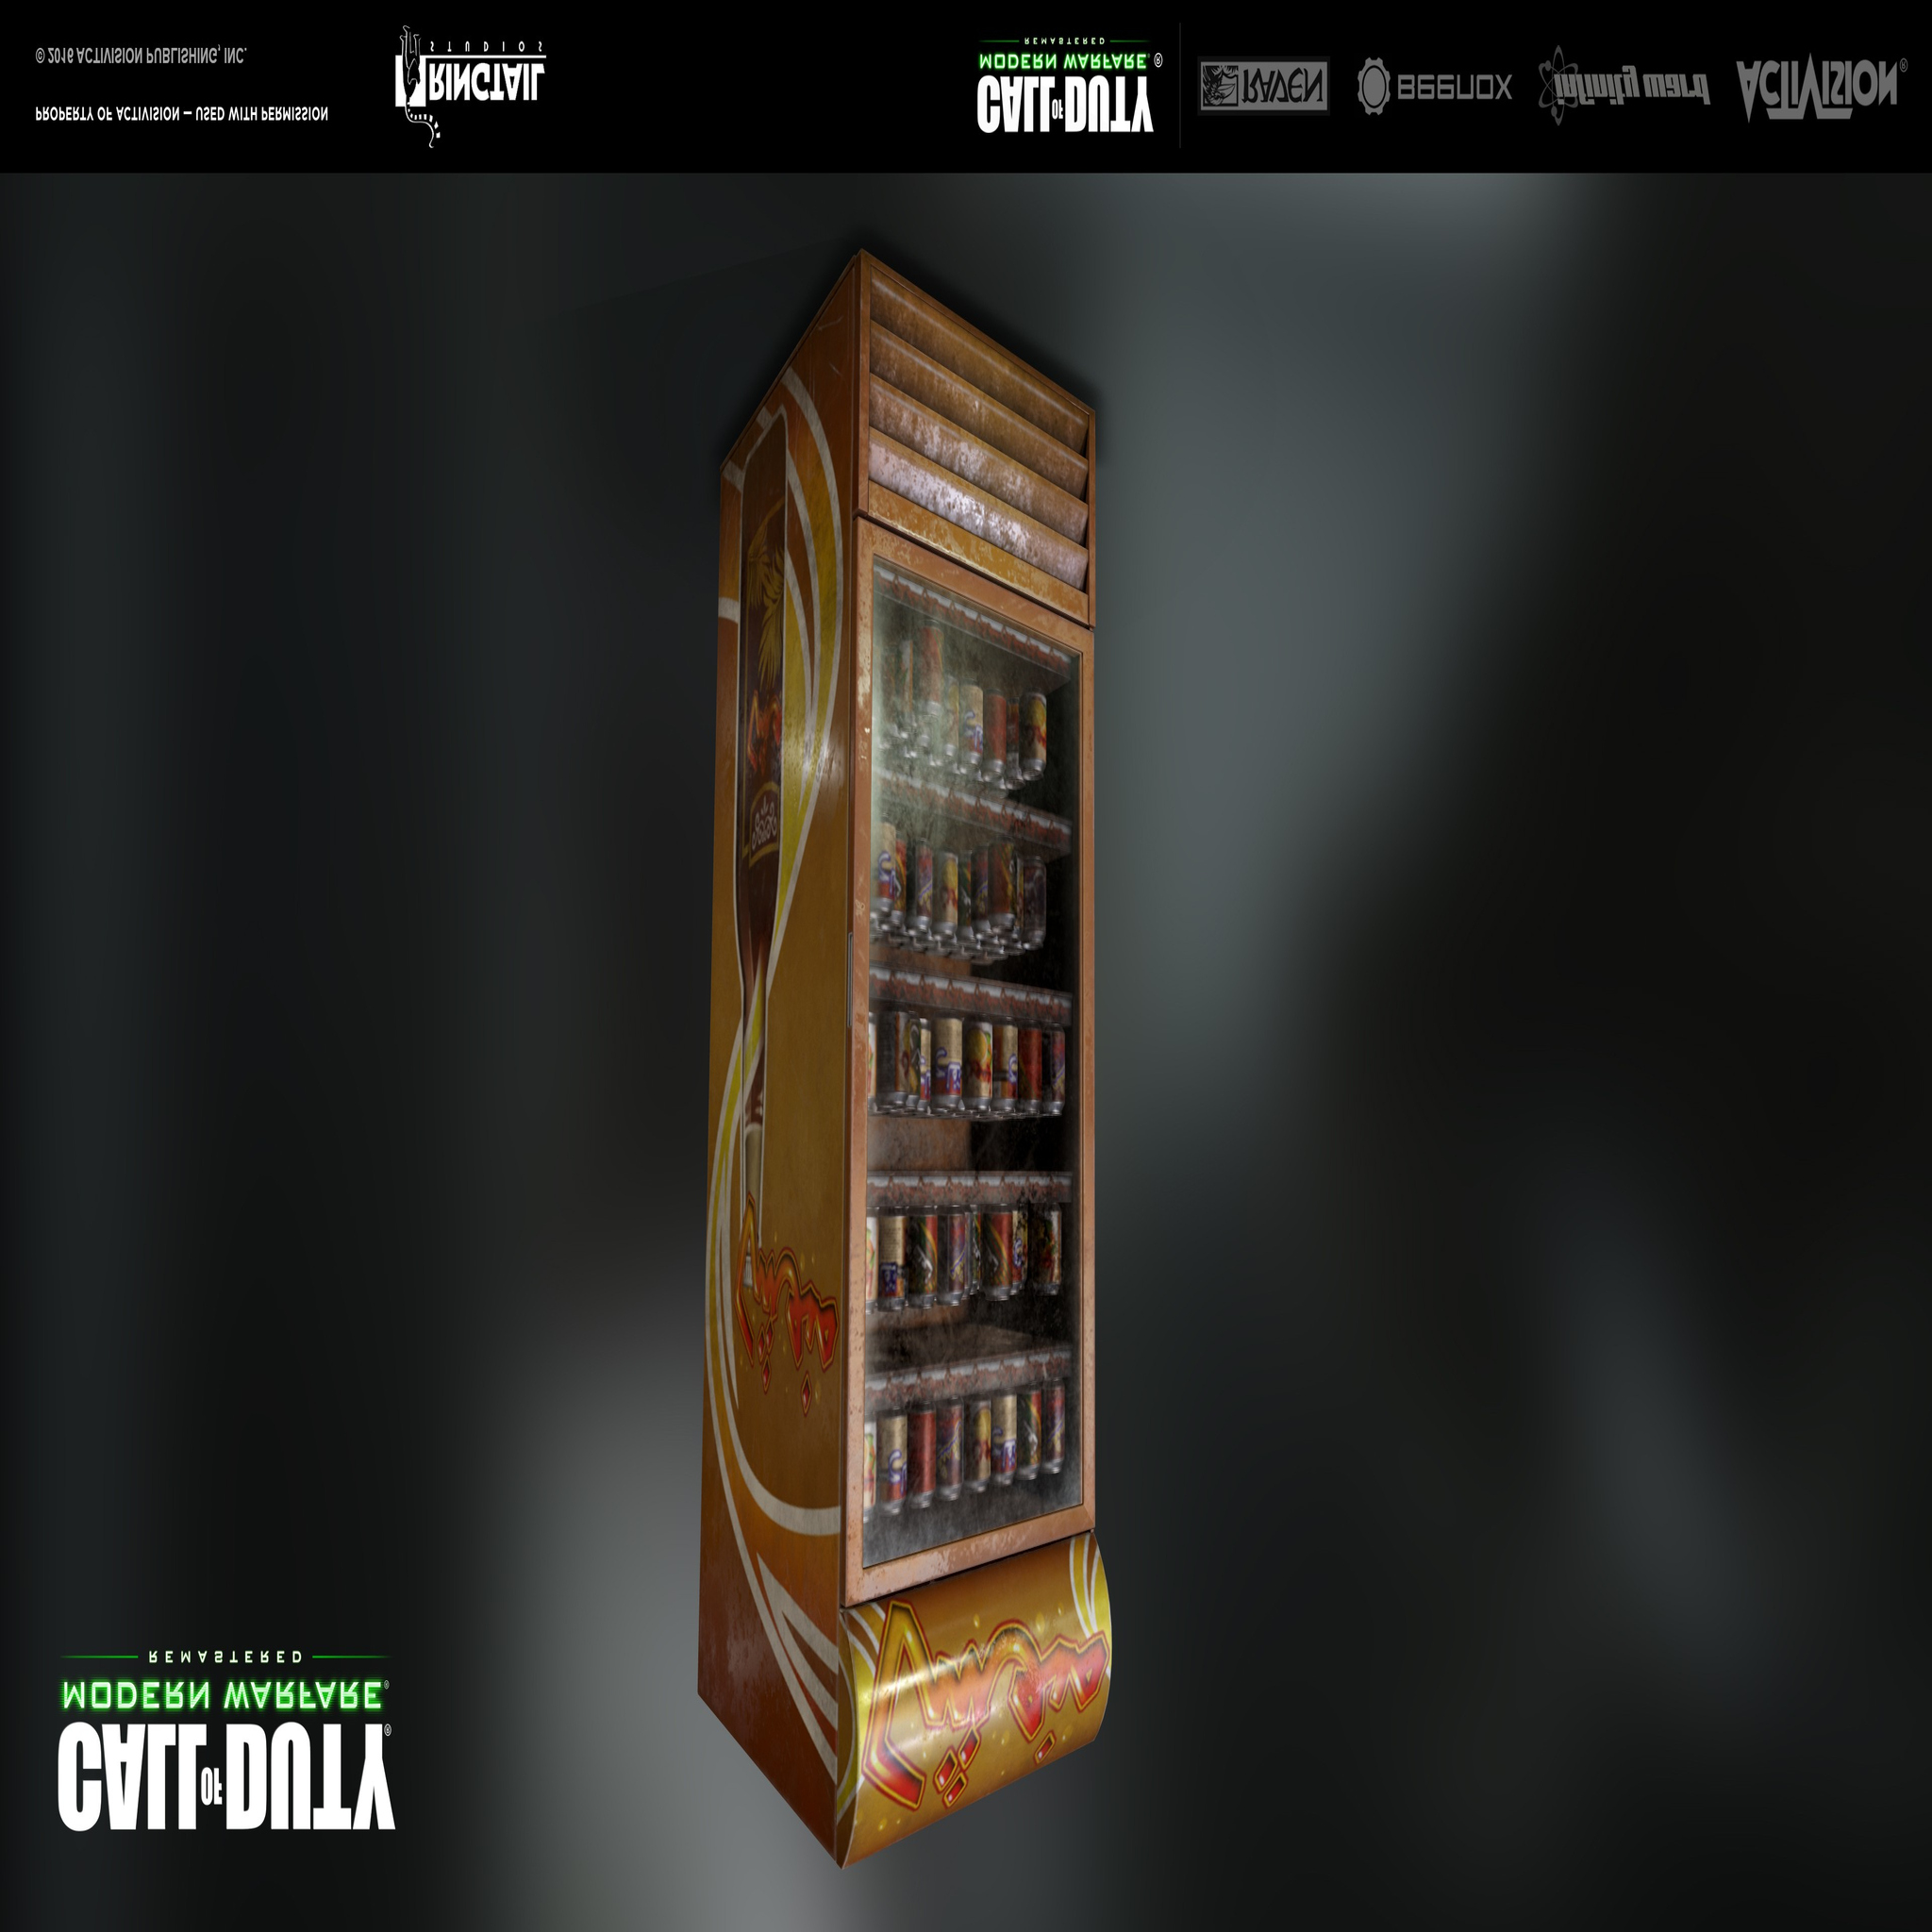 CALL OF DUTY®
MODERN WARFARE®
REMASTERED
PROPERTY OF ACTIVISION – USED WITH PERMISSION
© 2016 ACTIVISION PUBLISHING, INC.
RINGTAIL
STUDIOS
CALL OF DUTY
MODERN WARFARE®
REMASTERED
RAVEN
BEENOX
infinity ward
ACTIVISION®